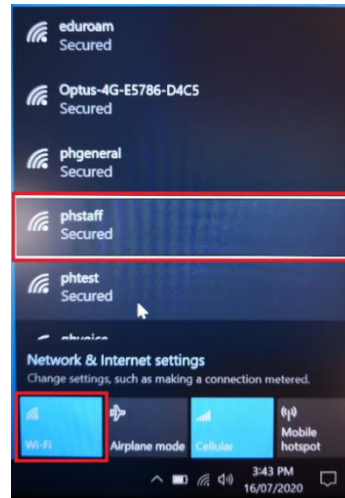 eduroam
Secured
Optus-4G-E5786-D4C5
Secured
phgeneral
Secured
phstaff
Secured
phtest
Secured
Network & Internet settings
Change settings, such as making a connection metered.
Wi-Fi
Airplane mode
Cellular
Mobile
hotspot
3:43 PM
16/07/2020